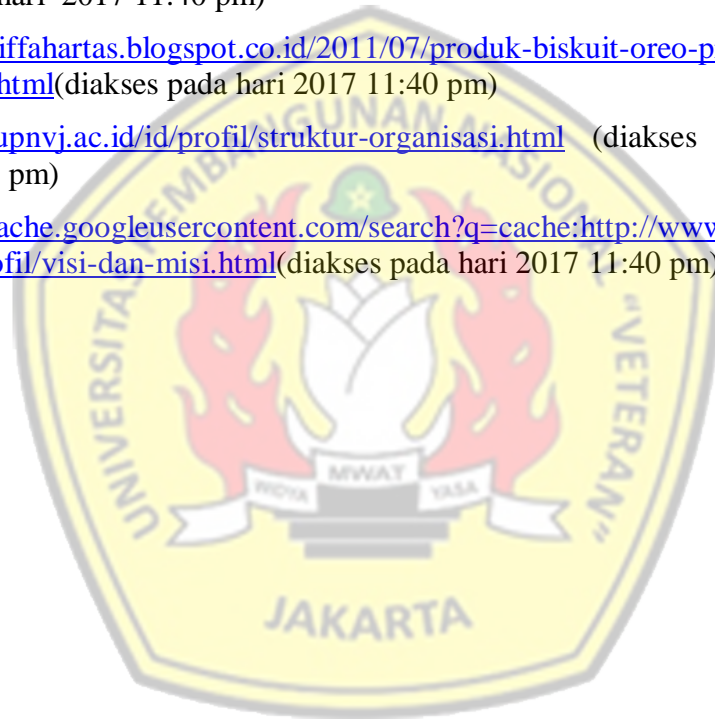 hari 2017 11:40 pm)
iffahartas.blogspot.co.id/2011/07/produk-biskuit-oreo-p
html(diakses pada hari 2017 11:40 pm)
upnvj.ac.id/id/profil/struktur-organisasi.html (diakses
pm)
ache.googleusercontent.com/search?q=cache:http://www
ofil/visi-dan-misi.html(diakses pada hari 2017 11:40 pm)
UNIVERSITAS PEMBANGUNAN NASIONAL "VETERAN"
WIDYA MWAT YASA
JAKARTA